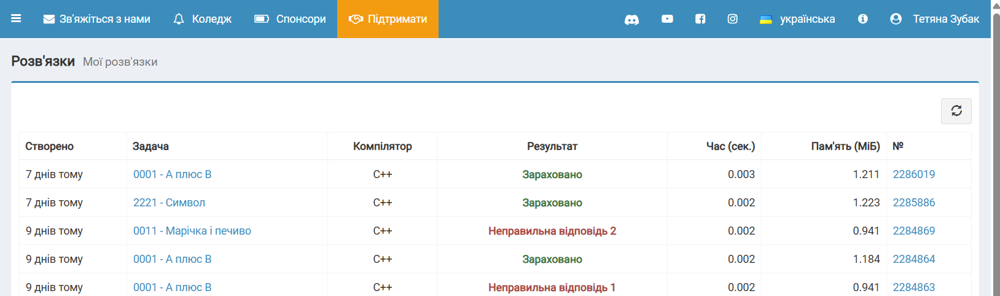 Зв'яжіться з нами Коледж Спонсори Підтримати українська Тетяна Зубак
Розв'язки Мої розв'язки
Створено Задача Компілятор Результат Час (сек.) Пам'ять (МіБ) №
7 днів тому 0001 - А плюс В C++ Зараховано 0.003 1.211 2286019
7 днів тому 2221 - Символ C++ Зараховано 0.002 1.223 2285886
9 днів тому 0011 - Марічка і печиво C++ Неправильна відповідь 2 0.002 0.941 2284869
9 днів тому 0001 - А плюс В C++ Зараховано 0.002 1.184 2284864
9 днів тому 0001 - А плюс В C++ Неправильна відповідь 1 0.002 0.941 2284863